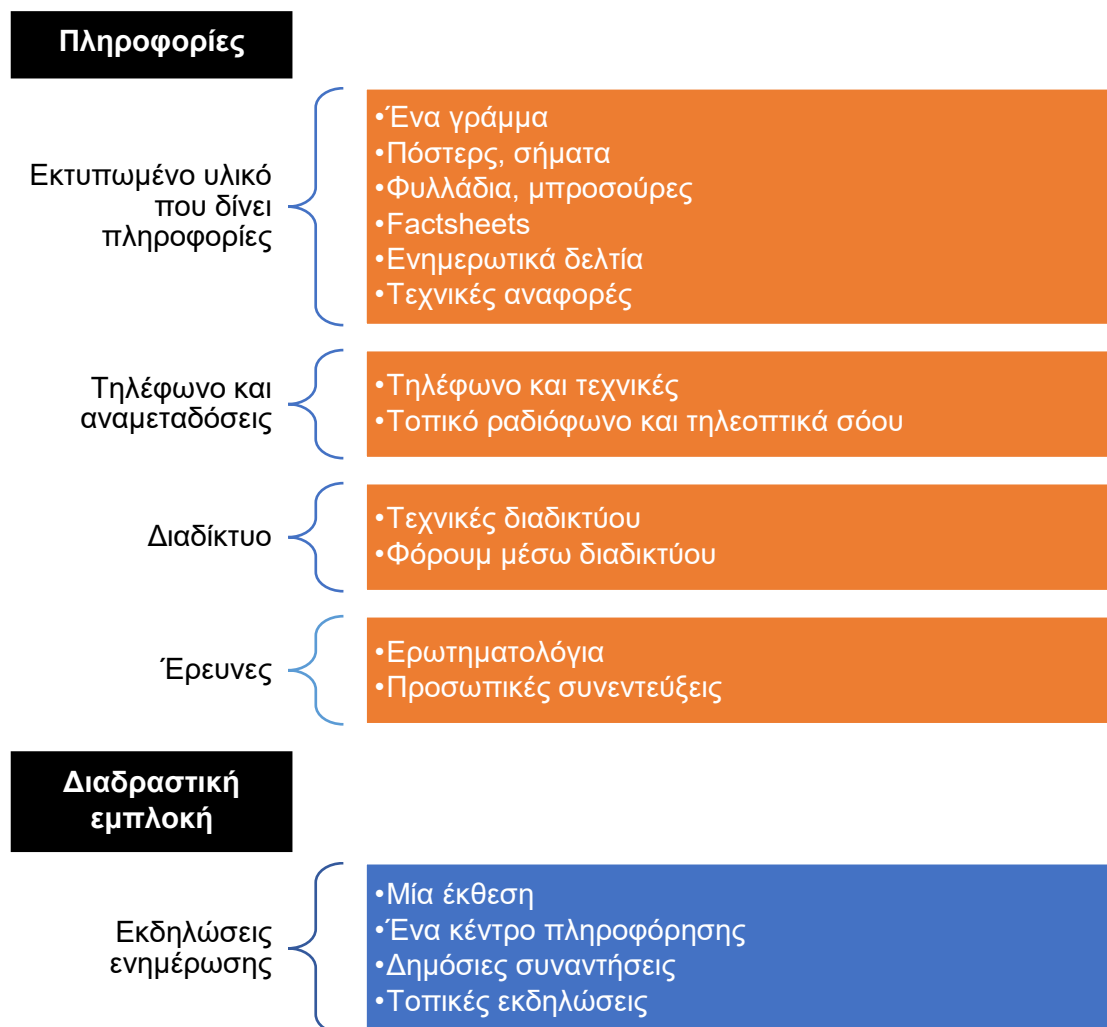 Πληροφορίες
Εκτυπωμένο υλικό
που δίνει
πληροφορίες
•Ένα γράμμα
•Πόστερς, σήματα
•Φυλλάδια, μπροσούρες
•Factsheets
•Ενημερωτικά δελτία
•Τεχνικές αναφορές
Τηλέφωνο και
αναμεταδόσεις
•Τηλέφωνο και τεχνικές
•Τοπικό ραδιόφωνο και τηλεοπτικά σόου
Διαδίκτυο
•Τεχνικές διαδικτύου
•Φόρουμ μέσω διαδικτύου
Έρευνες
•Ερωτηματολόγια
•Προσωπικές συνεντεύξεις
Διαδραστική
εμπλοκή
Εκδηλώσεις
ενημέρωσης
•Μία έκθεση
•Ένα κέντρο πληροφόρησης
•Δημόσιες συναντήσεις
•Τοπικές εκδηλώσεις